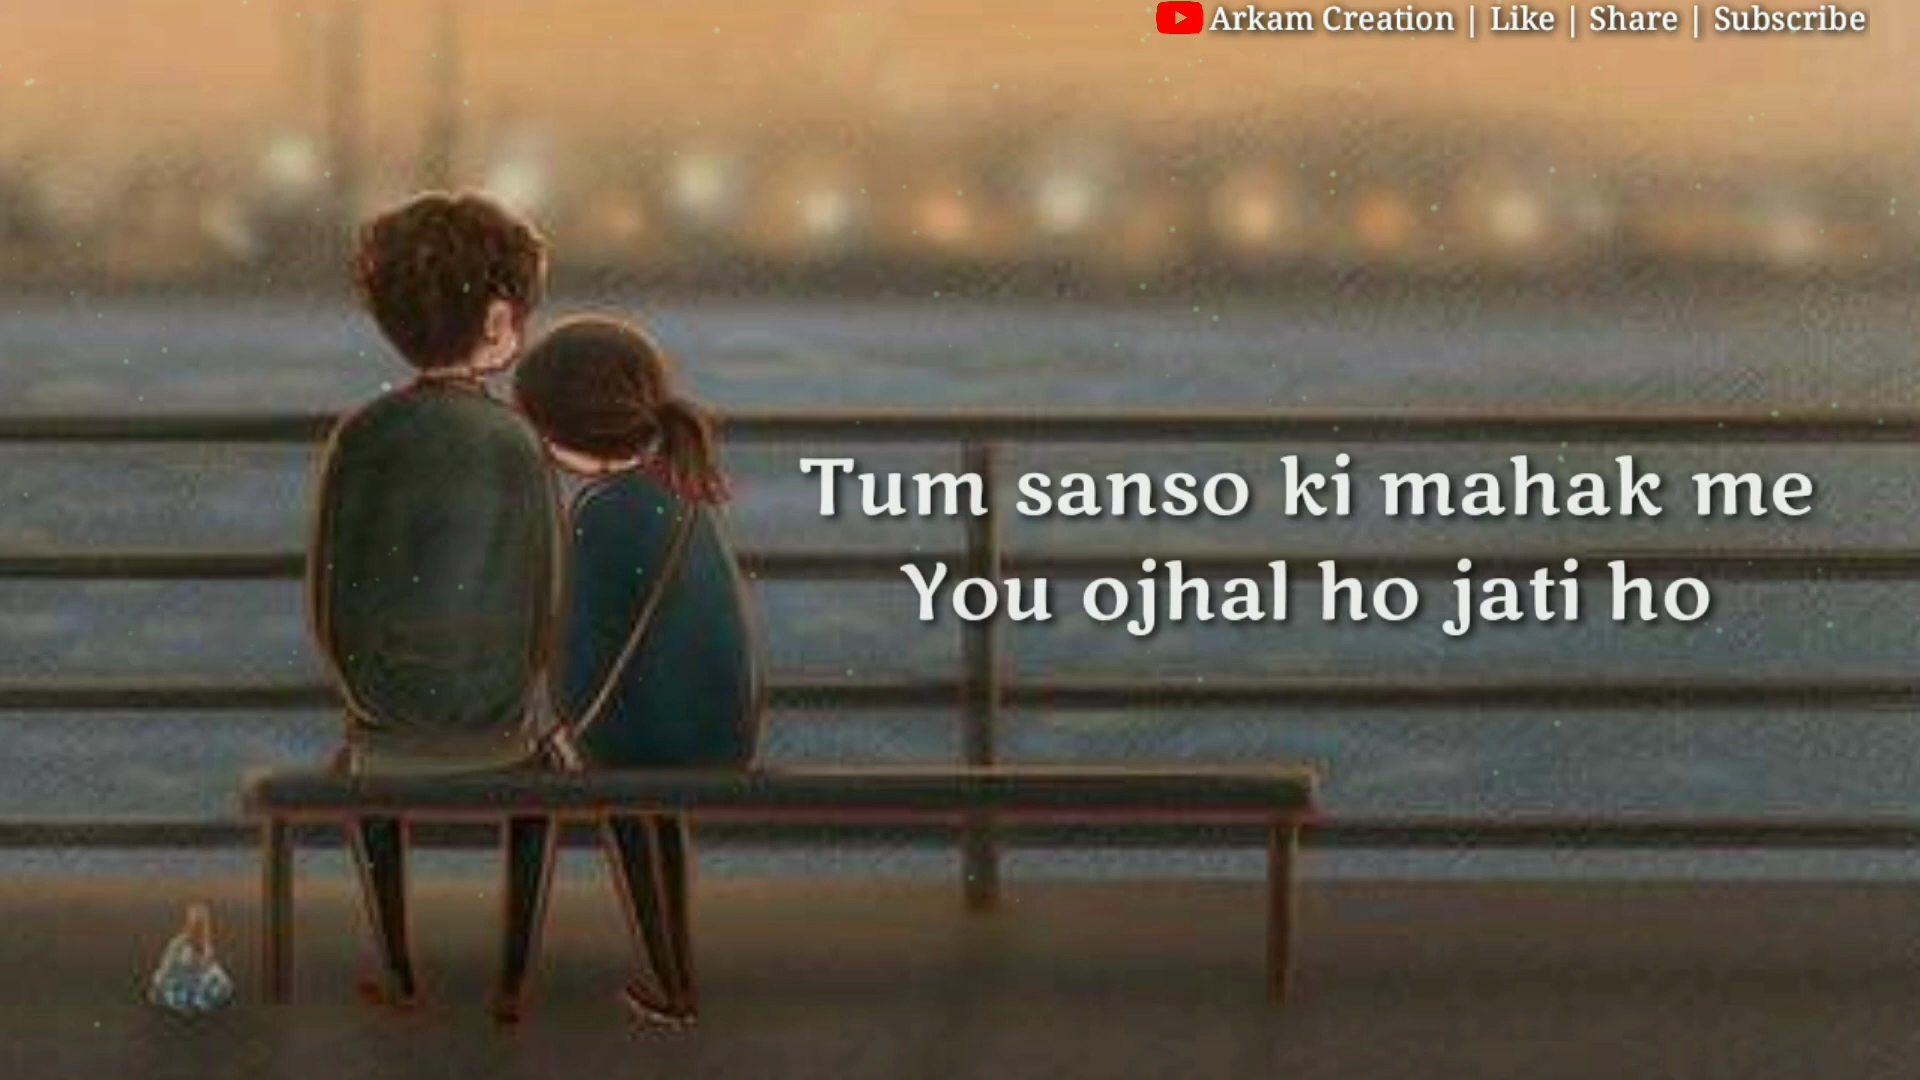 Arkam Creation | Like | Share | Subscribe
Tum sanso ki mahak me
You ojhal ho jati ho